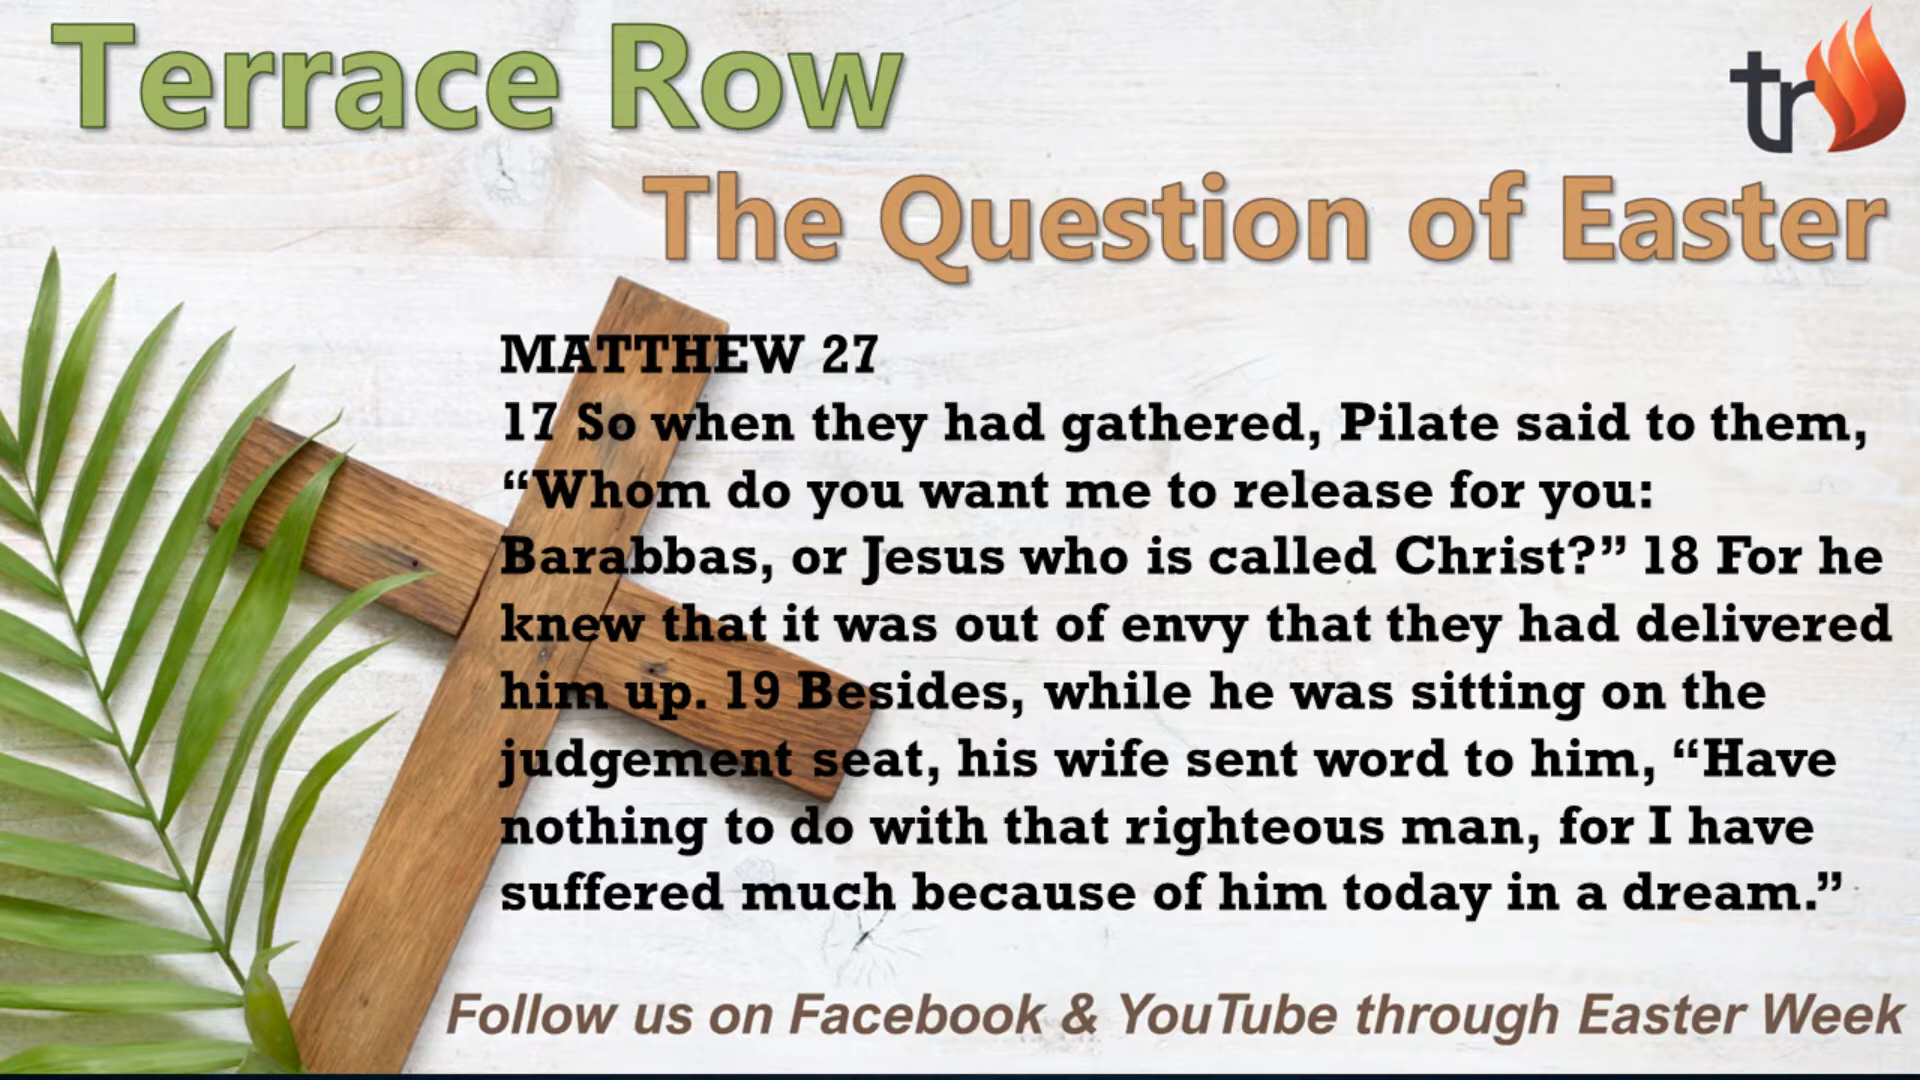 Terrace Row
tr
The Question of Easter
MATTHEW 27
17 So when they had gathered, Pilate said to them,
“Whom do you want me to release for you:
Barabbas, or Jesus who is called Christ?” 18 For he
knew that it was out of envy that they had delivered
him up. 19 Besides, while he was sitting on the
judgement seat, his wife sent word to him, “Have
nothing to do with that righteous man, for I have
suffered much because of him today in a dream.”
Follow us on Facebook & YouTube through Easter Week